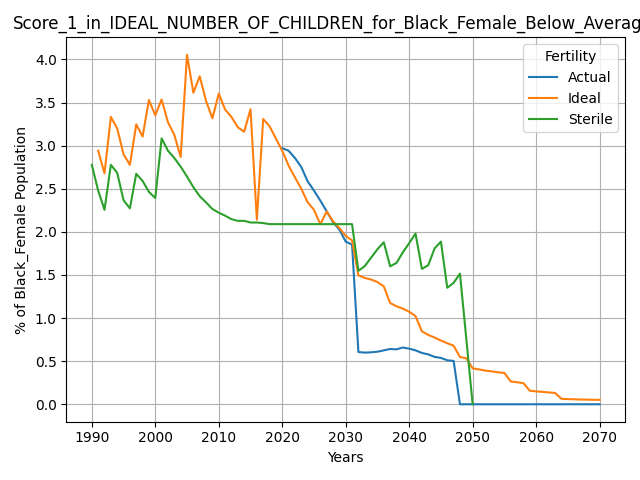 Score_1_in_IDEAL_NUMBER_OF_CHILDREN_for_Black_Female_Below_Averag
Fertility
Actual
Ideal
Sterile
% of Black_Female Population
4.0
3.5
3.0
2.5
2.0
1.5
1.0
0.5
0.0
1990 2000 2010 2020 2030 2040 2050 2060 2070
Years